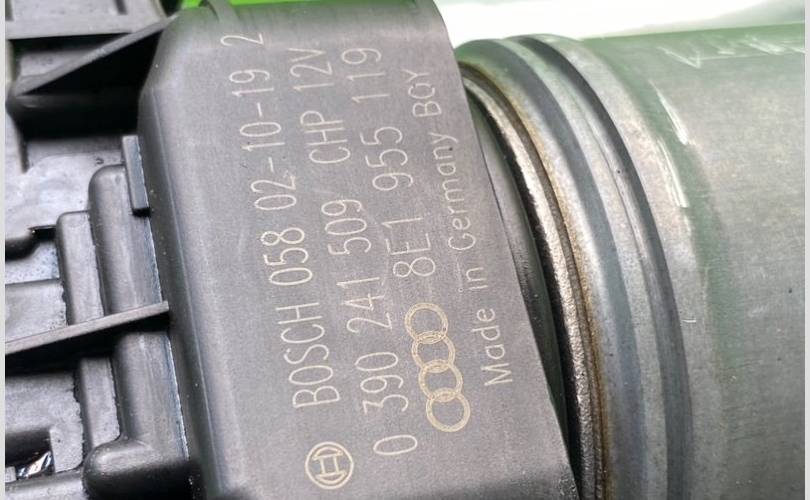 BOSCH 058 02-10-19 2
0 390 241 509 CHP 12V
8E1 955 119
Made in Germany BGY